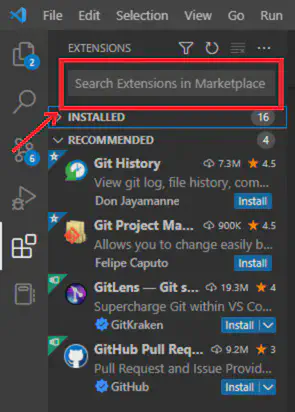 File Edit Selection View Go Run
EXTENSIONS
2
Search Extensions in Marketplace
INSTALLED 16
RECOMMENDED 4
6
Git History 7.3M 4.5
View git log, file history, com...
Don Jayamanne Install
Git Project Ma... 900K 4.5
Allows you to change easily b...
Felipe Caputo Install
GitLens — Git s... 19.3M 4
Supercharge Git within VS Co...
GitKraken Install
GitHub Pull Req... 9.2M 3
Pull Request and Issue Provid...
GitHub Install